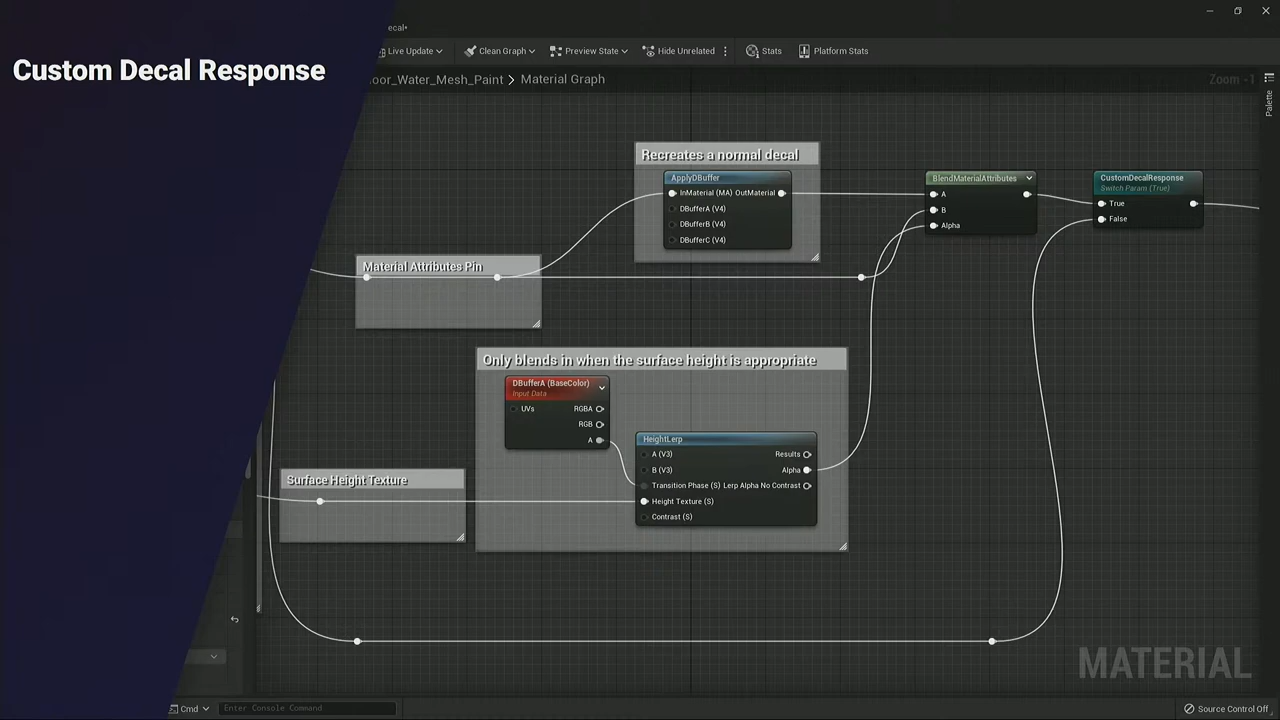 Custom Decal Response
ecal•
Live Update
Clean Graph
Preview State
Hide Unrelated
Stats
Platform Stats
oor_Water_Mesh_Paint > Material Graph
Zoom -1
Palette
Recreates a normal decal
ApplyDBuffer
InMaterial (MA) OutMaterial
DBufferA (V4)
DBufferB (V4)
DBufferC (V4)
BlendMaterialAttributes
A
B
Alpha
CustomDecalResponse
Switch Param (True)
True
False
Material Attributes Pin
Only blends in when the surface height is appropriate
DBufferA (BaseColor)
Input Data
UVs RGBA
RGB
A
HeightLerp
A (V3) Results
B (V3) Alpha
Transition Phase (S) Lerp Alpha No Contrast
Height Texture (S)
Contrast (S)
Surface Height Texture
MATERIAL
Cmd
Enter Console Command
Source Control Off